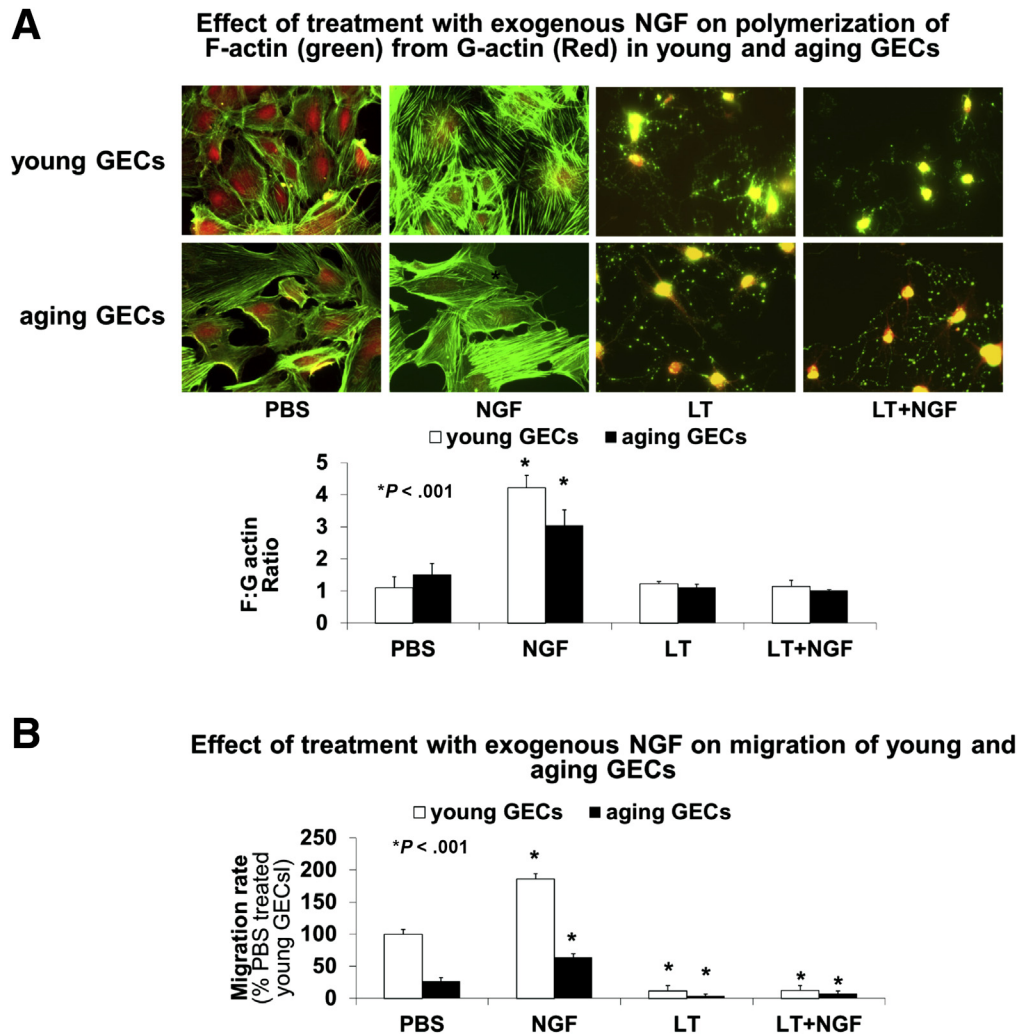 A
Effect of treatment with exogenous NGF on polymerization of
F-actin (green) from G-actin (Red) in young and aging GECs
young GECs
aging GECs
*
PBS NGF LT LT+NGF
young GECs aging GECs
F:G actin
Ratio
5
4
3
2
1
0
*P < .001
* *
PBS NGF LT LT+NGF
B
Effect of treatment with exogenous NGF on migration of young and
aging GECs
young GECs aging GECs
Migration rate
(% PBS treated
young GECsl)
250
200
150
100
50
0
*P < .001
* * * * * *
PBS NGF LT LT+NGF